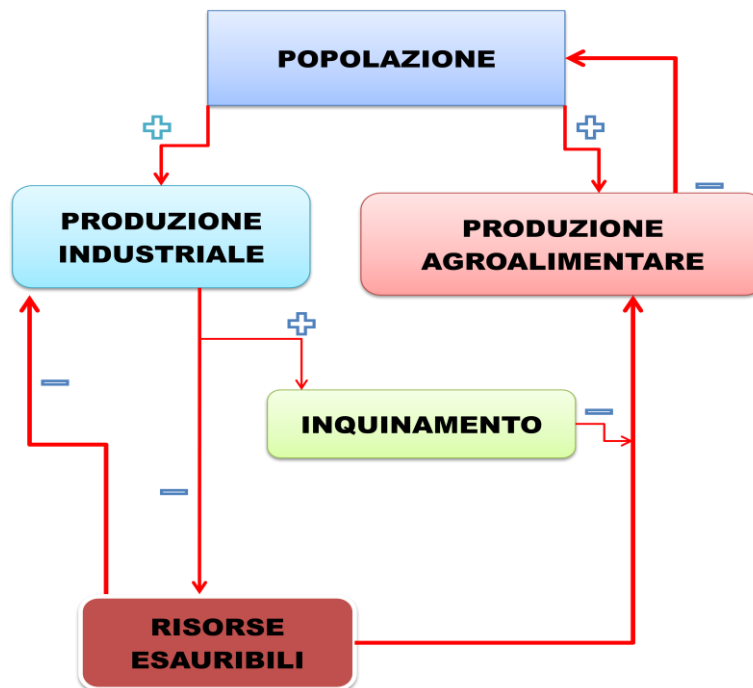 POPOLAZIONE
PRODUZIONE
INDUSTRIALE
PRODUZIONE
AGROALIMENTARE
INQUINAMENTO
RISORSE
ESAURIBILI